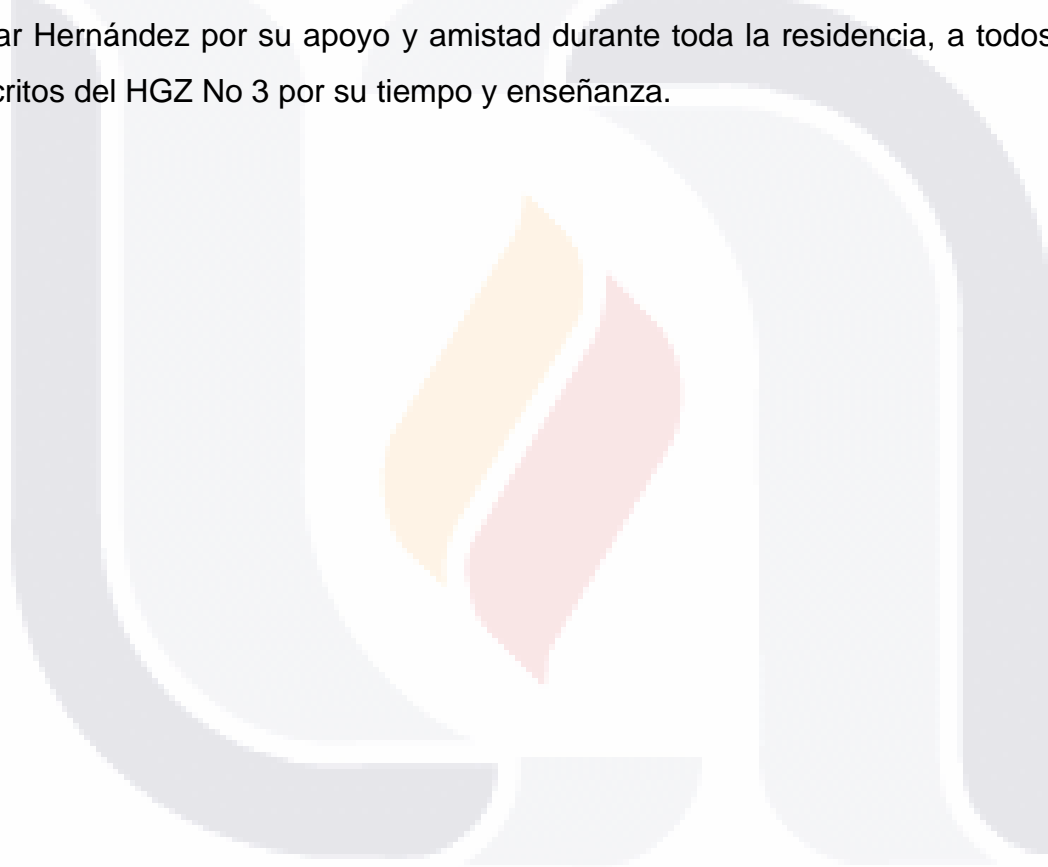 ar Hernández por su apoyo y amistad durante toda la residencia, a todos
critos del HGZ No 3 por su tiempo y enseñanza.